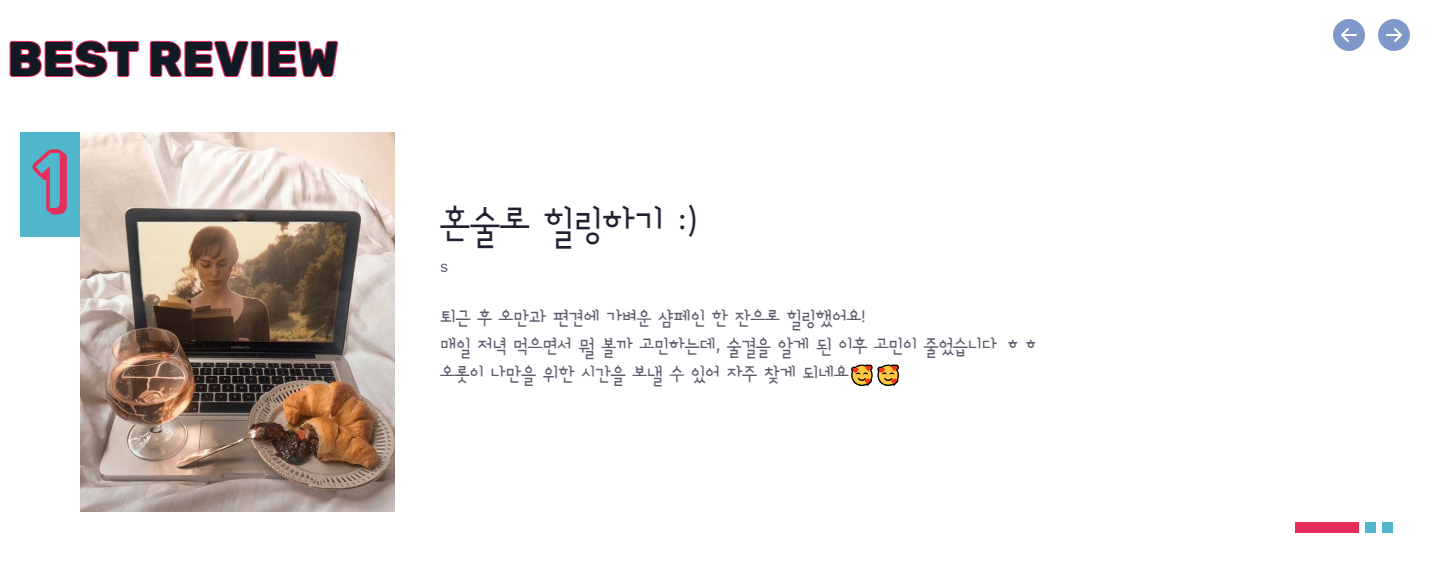 BEST REVIEW
1
혼술로 힐링하기 :)
s
퇴근 후 오만과 편견에 가벼운 샴페인 한 잔으로 힐링했어요!
매일 저녁 먹으면서 뭘 볼까 고민하는데, 술결을 알게 된 이후 고민이 줄었습니다 ㅎㅎ
오롯이 나만을 위한 시간을 보낼 수 있어 자주 찾게 되네요🥰🥰